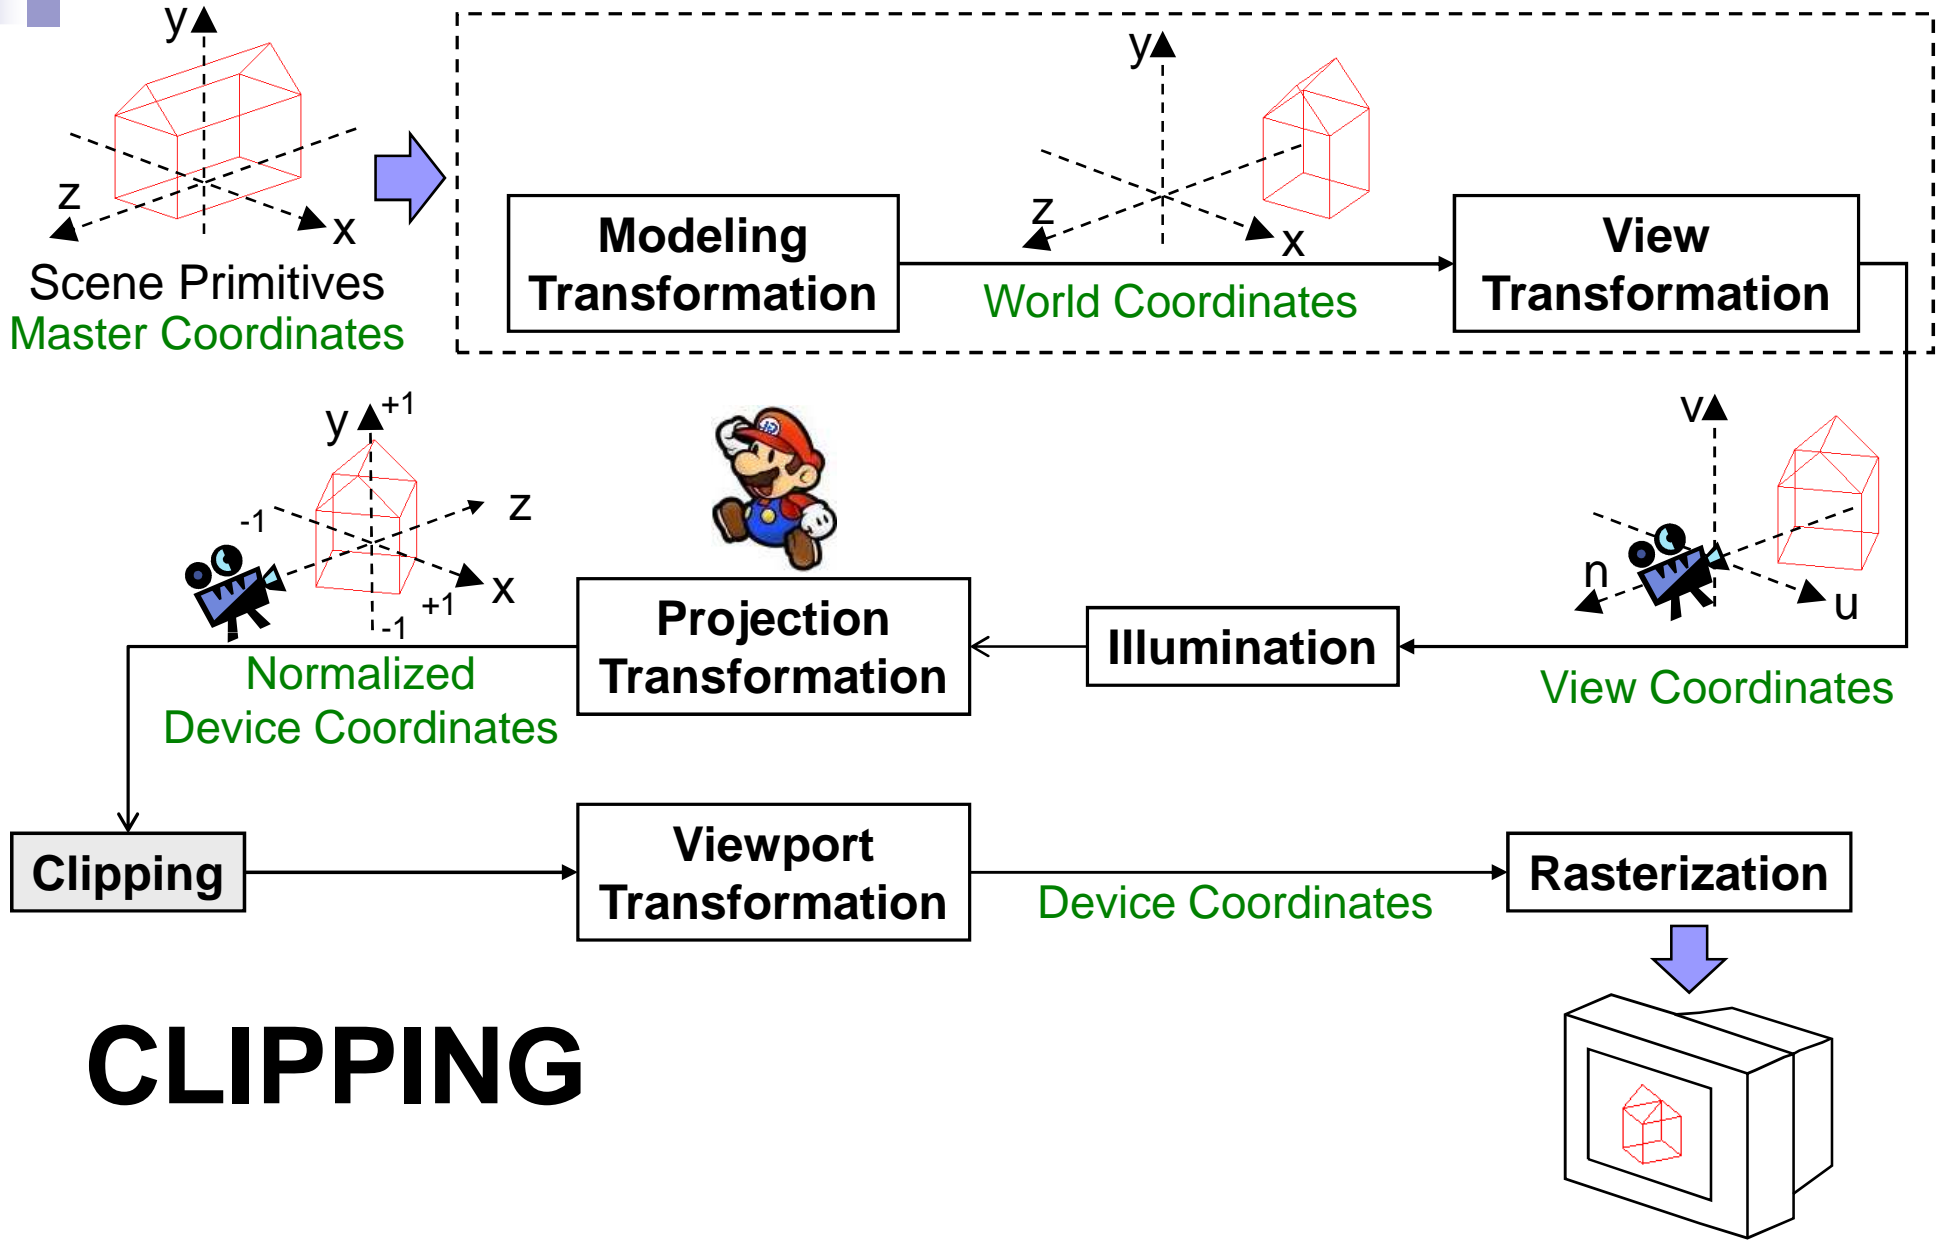 y
z
x
Scene Primitives
Master Coordinates
Modeling
Transformation
y
z
x
World Coordinates
View
Transformation
v
n
u
View Coordinates
Illumination
Projection
Transformation
y
+1
-1
z
x
+1
-1
Normalized
Device Coordinates
Clipping
Viewport
Transformation
Device Coordinates
Rasterization
CLIPPING